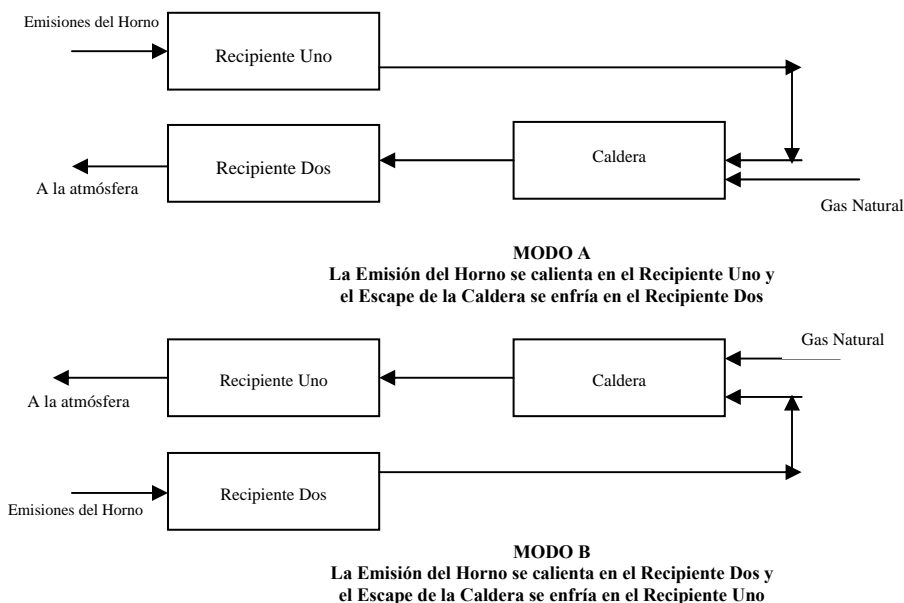 Emisiones del Horno
Recipiente Uno
Recipiente Dos
Caldera
A la atmósfera
Gas Natural
MODO A
La Emisión del Horno se calienta en el Recipiente Uno y
el Escape de la Caldera se enfría en el Recipiente Dos
Gas Natural
Recipiente Uno
Caldera
A la atmósfera
Recipiente Dos
Emisiones del Horno
MODO B
La Emisión del Horno se calienta en el Recipiente Dos y
el Escape de la Caldera se enfría en el Recipiente Uno